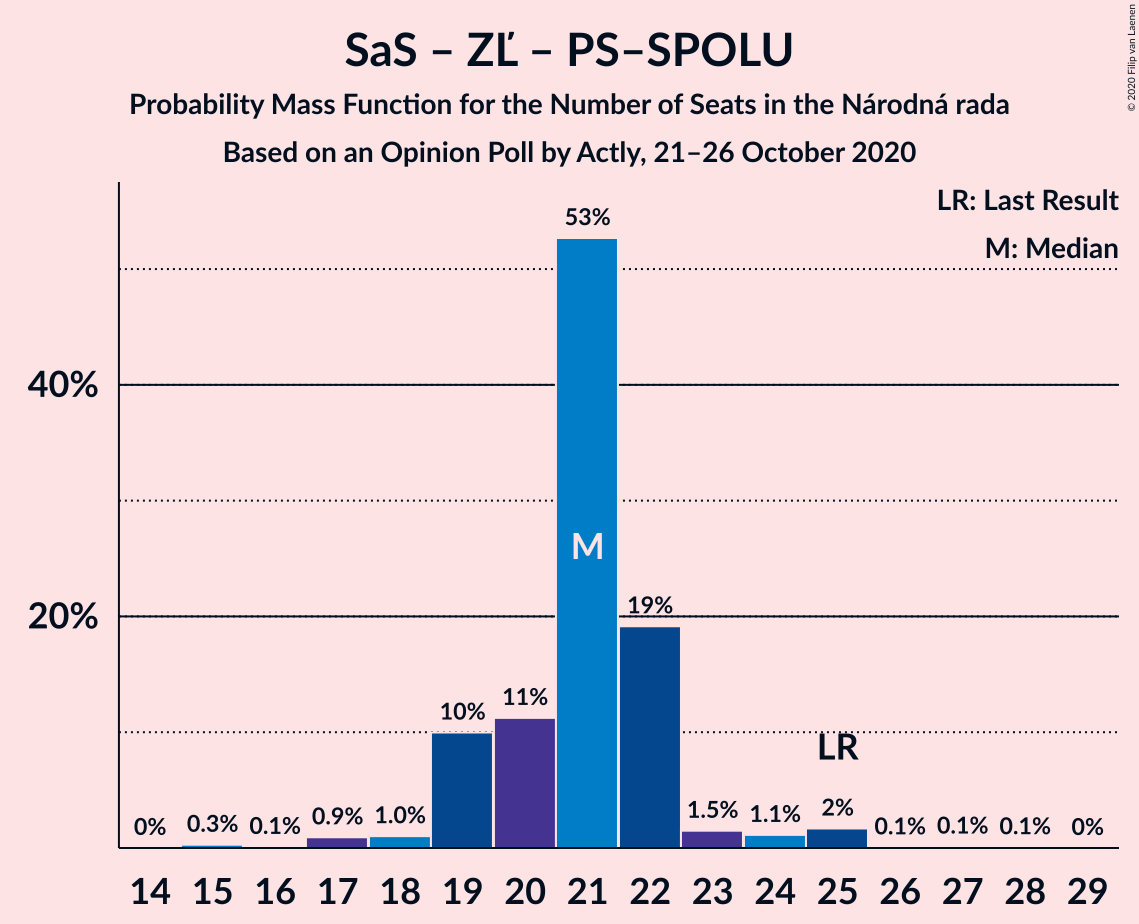 SaS – ZĽ – PS–SPOLU
Probability Mass Function for the Number of Seats in the Národná rada
Based on an Opinion Poll by Actly, 21–26 October 2020
© 2020 Filip van Laenen
LR: Last Result
M: Median
53%
40%
M
20%
19%
11%
10%
LR
0%
0.3%
0.1%
0.9%
1.0%
1.5%
1.1%
2%
0.1%
0.1%
0.1%
0%
14 15 16 17 18 19 20 21 22 23 24 25 26 27 28 29